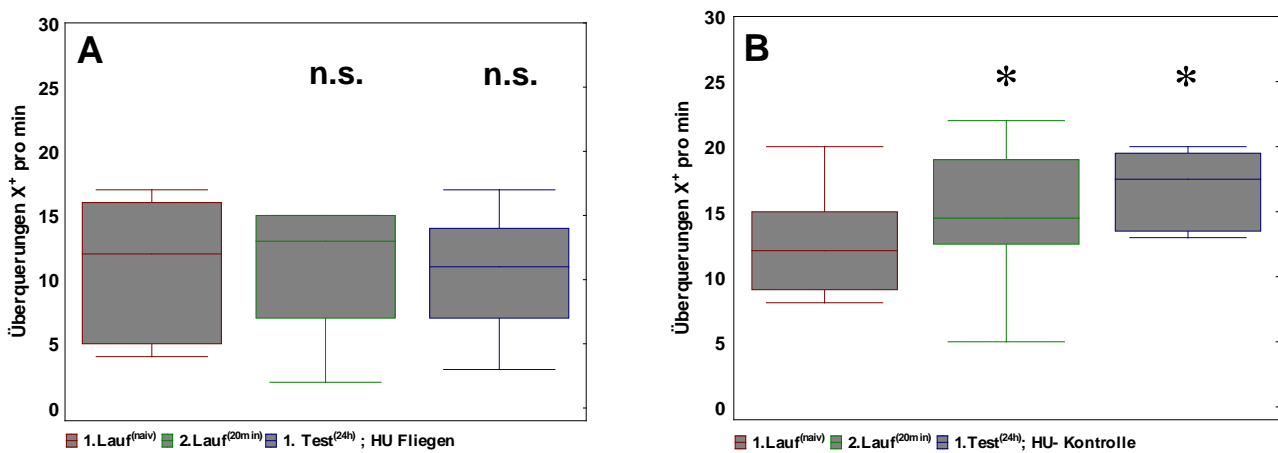 A
n.s.
n.s.
Überquerungen X⁺ pro min
30
25
20
15
10
5
0
1.Lauf⁽ⁿᵃⁱᵛ⁾ 2.Lauf⁽²⁰ᵐⁱⁿ⁾ 1. Test⁽²⁴ʰ⁾ ; HU Fliegen
B
*
*
Überquerungen X⁺ pro min
30
25
20
15
10
5
0
1.Lauf⁽ⁿᵃⁱᵛ⁾ 2.Lauf⁽²⁰ᵐⁱⁿ⁾ 1.Test⁽²⁴ʰ⁾; HU- Kontrolle